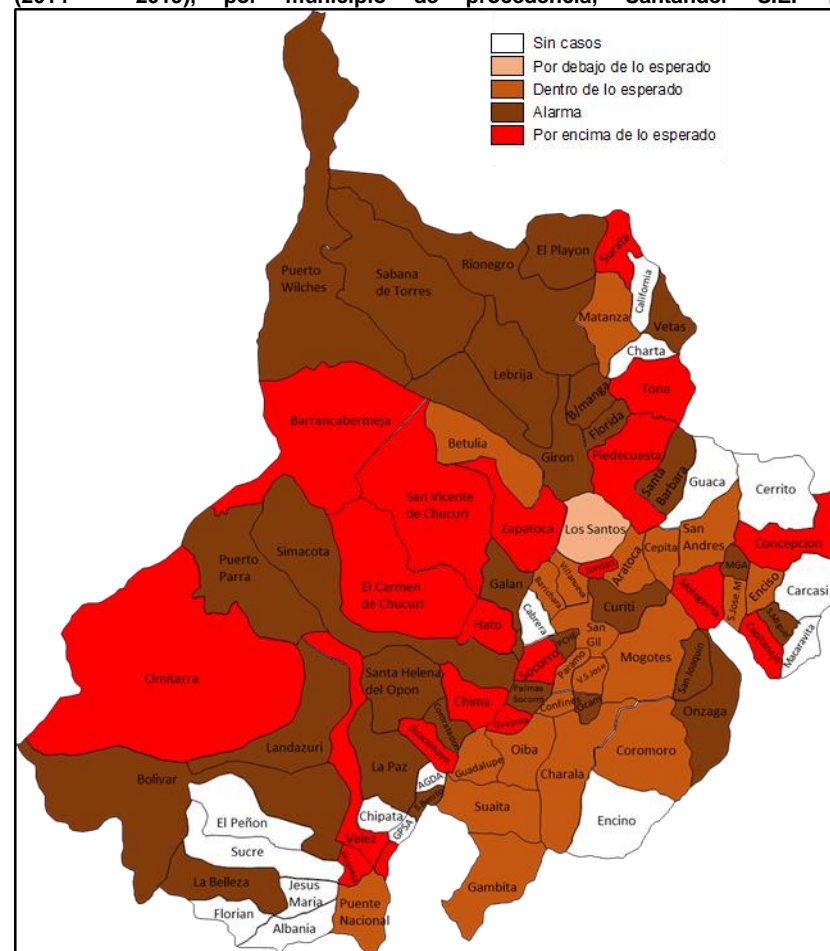 (2014 - 2018), por municipio de procedencia, Santander S.E.
Sin casos
Por debajo de lo esperado
Dentro de lo esperado
Alarma
Por encima de lo esperado
El Playon
Surata
Rionegro
California
Puerto
Wilches
Sabana
de Torres
Matanza
Vetas
Charta
Lebrija
Tona
B/manga
Florida
Barrancabermeja
Betulia
Giron
Piedecuesta
Santa
Barbara
Guaca
Cerrito
San Vicente
de Chucuri
Zapatoca
Los Santos
San
Andres
Cepita
Concepcion
Aratoca
Jordan
MGA
Enciso
Simacota
Puerto
Parra
El Carmen
de Chucuri
Galan
Villanueva
Barichara
Curiti
Molagavita
S.Jose.M
S.Miguel
Carcasi
Capitanejo
Macaravita
Hato
Cabrera
San
Gil
PCHE
Mogotes
San Joaquin
Socorro
Paramo
V.S.Jose
Cimitarra
Santa Helena
del Opon
Chima
Palmas
Socorro
Confines
Ocam
Onzaga
Contratacion
Guapota
Guacamayo
Landazuri
Bolivar
La Paz
Guadalupe
Oiba
Charala
Coromoro
AGDA
S.Benito
Suaita
El Peñon
Chipata
GPSA
Encino
Sucre
Velez
La Belleza
Jesus
Maria
Puente
Nacional
Gambita
Florian
Albania